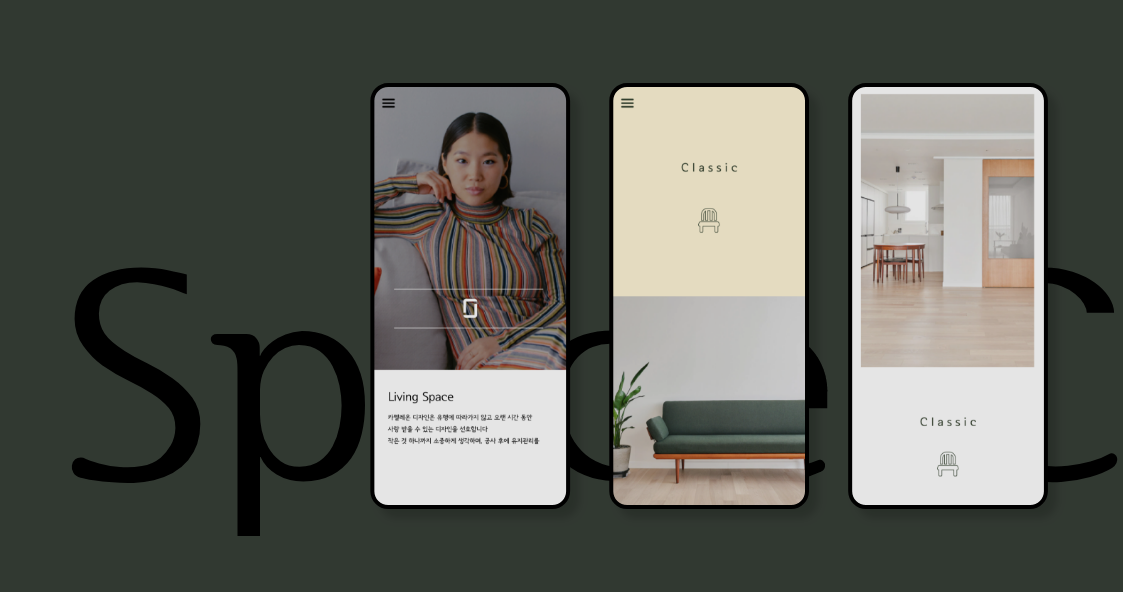 Space C
Living Space
카멜레온 디자인은 유행에 따라가지 않고 오랜 시간 동안
사랑 받을 수 있는 디자인을 선호합니다
작은 것 하나까지 소중하게 생각하며, 공사 후에 유지관리를
Classic
Classic